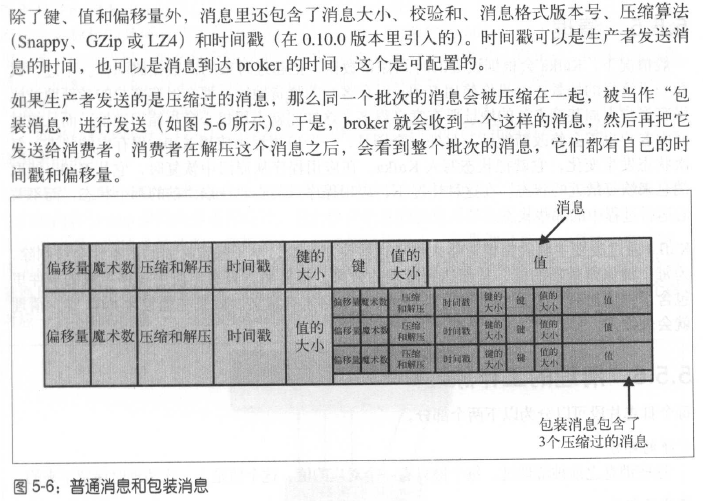 除了键、值和偏移量外，消息里还包含了消息大小、校验和、消息格式版本号、压缩算法
（Snappy、GZip 或 LZ4）和时间戳（在 0.10.0 版本里引入的）。时间戳可以是生产者发送消
息的时间，也可以是消息到达 broker 的时间，这个是可配置的。
如果生产者发送的是压缩过的消息，那么同一个批次的消息会被压缩在一起，被当作“包
装消息”进行发送（如图 5-6 所示）。于是，broker 就会收到一个这样的消息，然后再把它
发送给消费者。消费者在解压这个消息之后，会看到整个批次的消息，它们都有自己的时
间戳和偏移量。
消息
偏移量 魔术数 压缩和解压 时间戳 键的大小 键 值的大小 值
偏移量 魔术数 压缩和解压 时间戳 值的大小
偏移量 魔术数 压缩和解压 时间戳 键的大小 键 值的大小 值
偏移量 魔术数 压缩和解压 时间戳 键的大小 键 值的大小 值
偏移量 魔术数 压缩和解压 时间戳 键的大小 键 值的大小 值
包装消息包含了
3个压缩过的消息
图 5-6：普通消息和包装消息